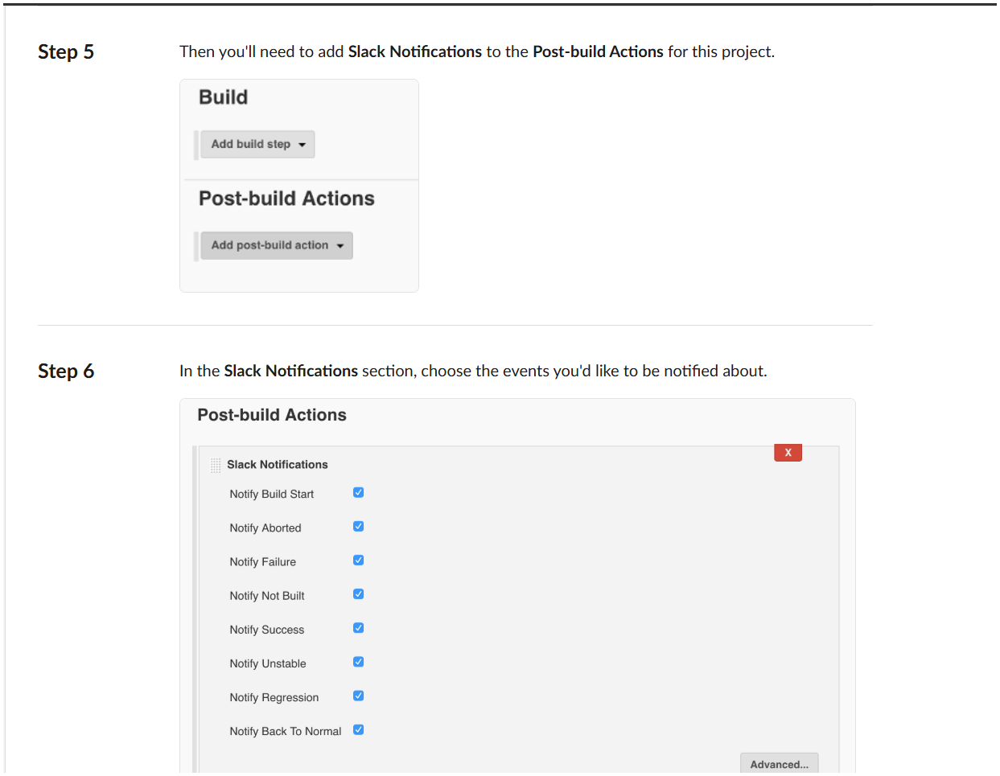 Step 5
Then you'll need to add Slack Notifications to the Post-build Actions for this project.
Build
Add build step
Post-build Actions
Add post-build action
Step 6
In the Slack Notifications section, choose the events you'd like to be notified about.
Post-build Actions
X
Slack Notifications
Notify Build Start
Notify Aborted
Notify Failure
Notify Not Built
Notify Success
Notify Unstable
Notify Regression
Notify Back To Normal
Advanced...